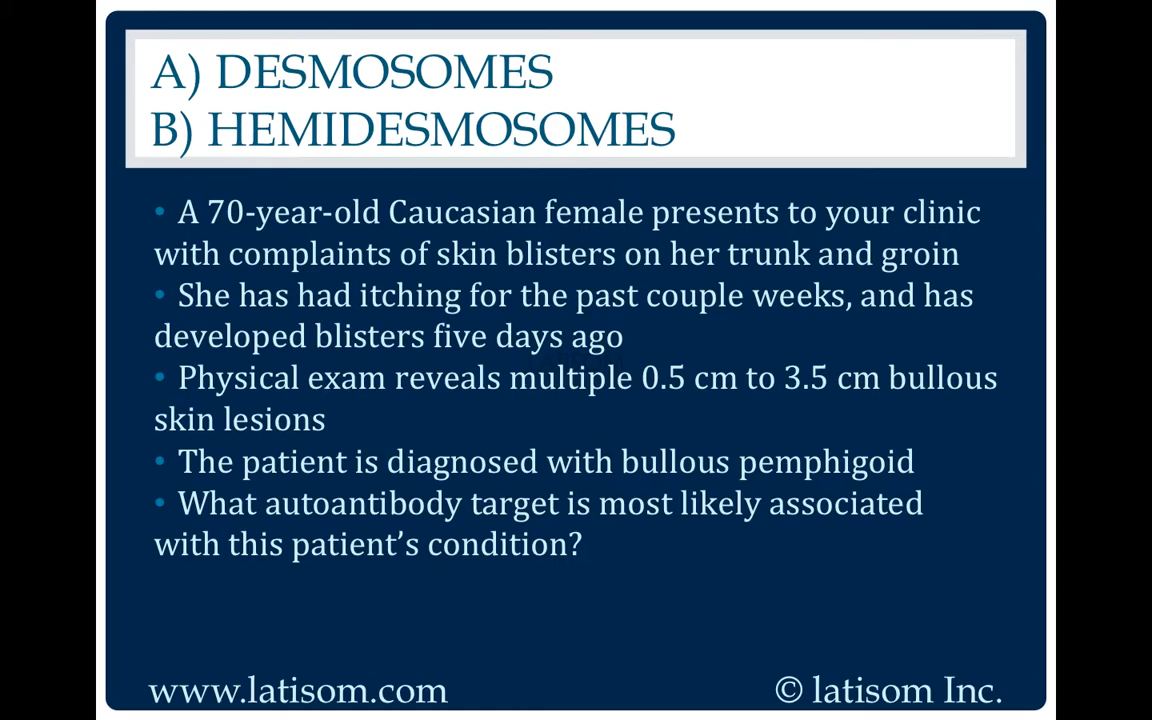 A) DESMOSOMES
B) HEMIDESMOSOMES
• A 70-year-old Caucasian female presents to your clinic
with complaints of skin blisters on her trunk and groin
• She has had itching for the past couple weeks, and has
developed blisters five days ago
• Physical exam reveals multiple 0.5 cm to 3.5 cm bullous
skin lesions
• The patient is diagnosed with bullous pemphigoid
• What autoantibody target is most likely associated
with this patient’s condition?
www.latisom.com © latisom Inc.